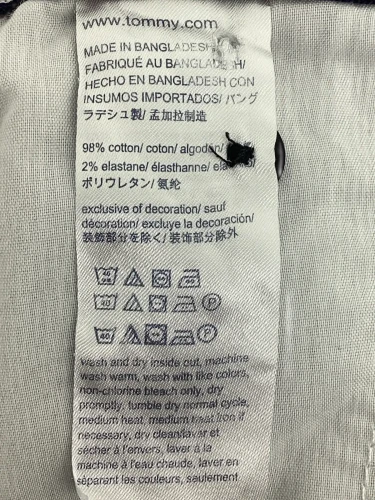 www.tommy.com
MADE IN BANGLADESH/
FABRIQUÉ AU BANGLADESH/
HECHO EN BANGLADESH CON
INSUMOS IMPORTADOS/ バング
ラデシュ製/ 孟加拉制造
98% cotton/ coton/ algodón/
2% elastane/ élasthanne/
ポリウレタン/ 氨纶
exclusive of decoration/ sauf
décoration/ excluye la decoración/
装飾部分を除く/ 装饰部分除外
40
40 P
40 P
wash and dry inside out, machine
wash warm, wash with like colors,
non-chlorine bleach only, dry
promptly, tumble dry normal cycle,
medium heat, medium heat iron if
necessary, dry clean/laver et
sécher à l'envers, laver à la
machine à l'eau chaude, laver en
séparant les couleurs, seulement